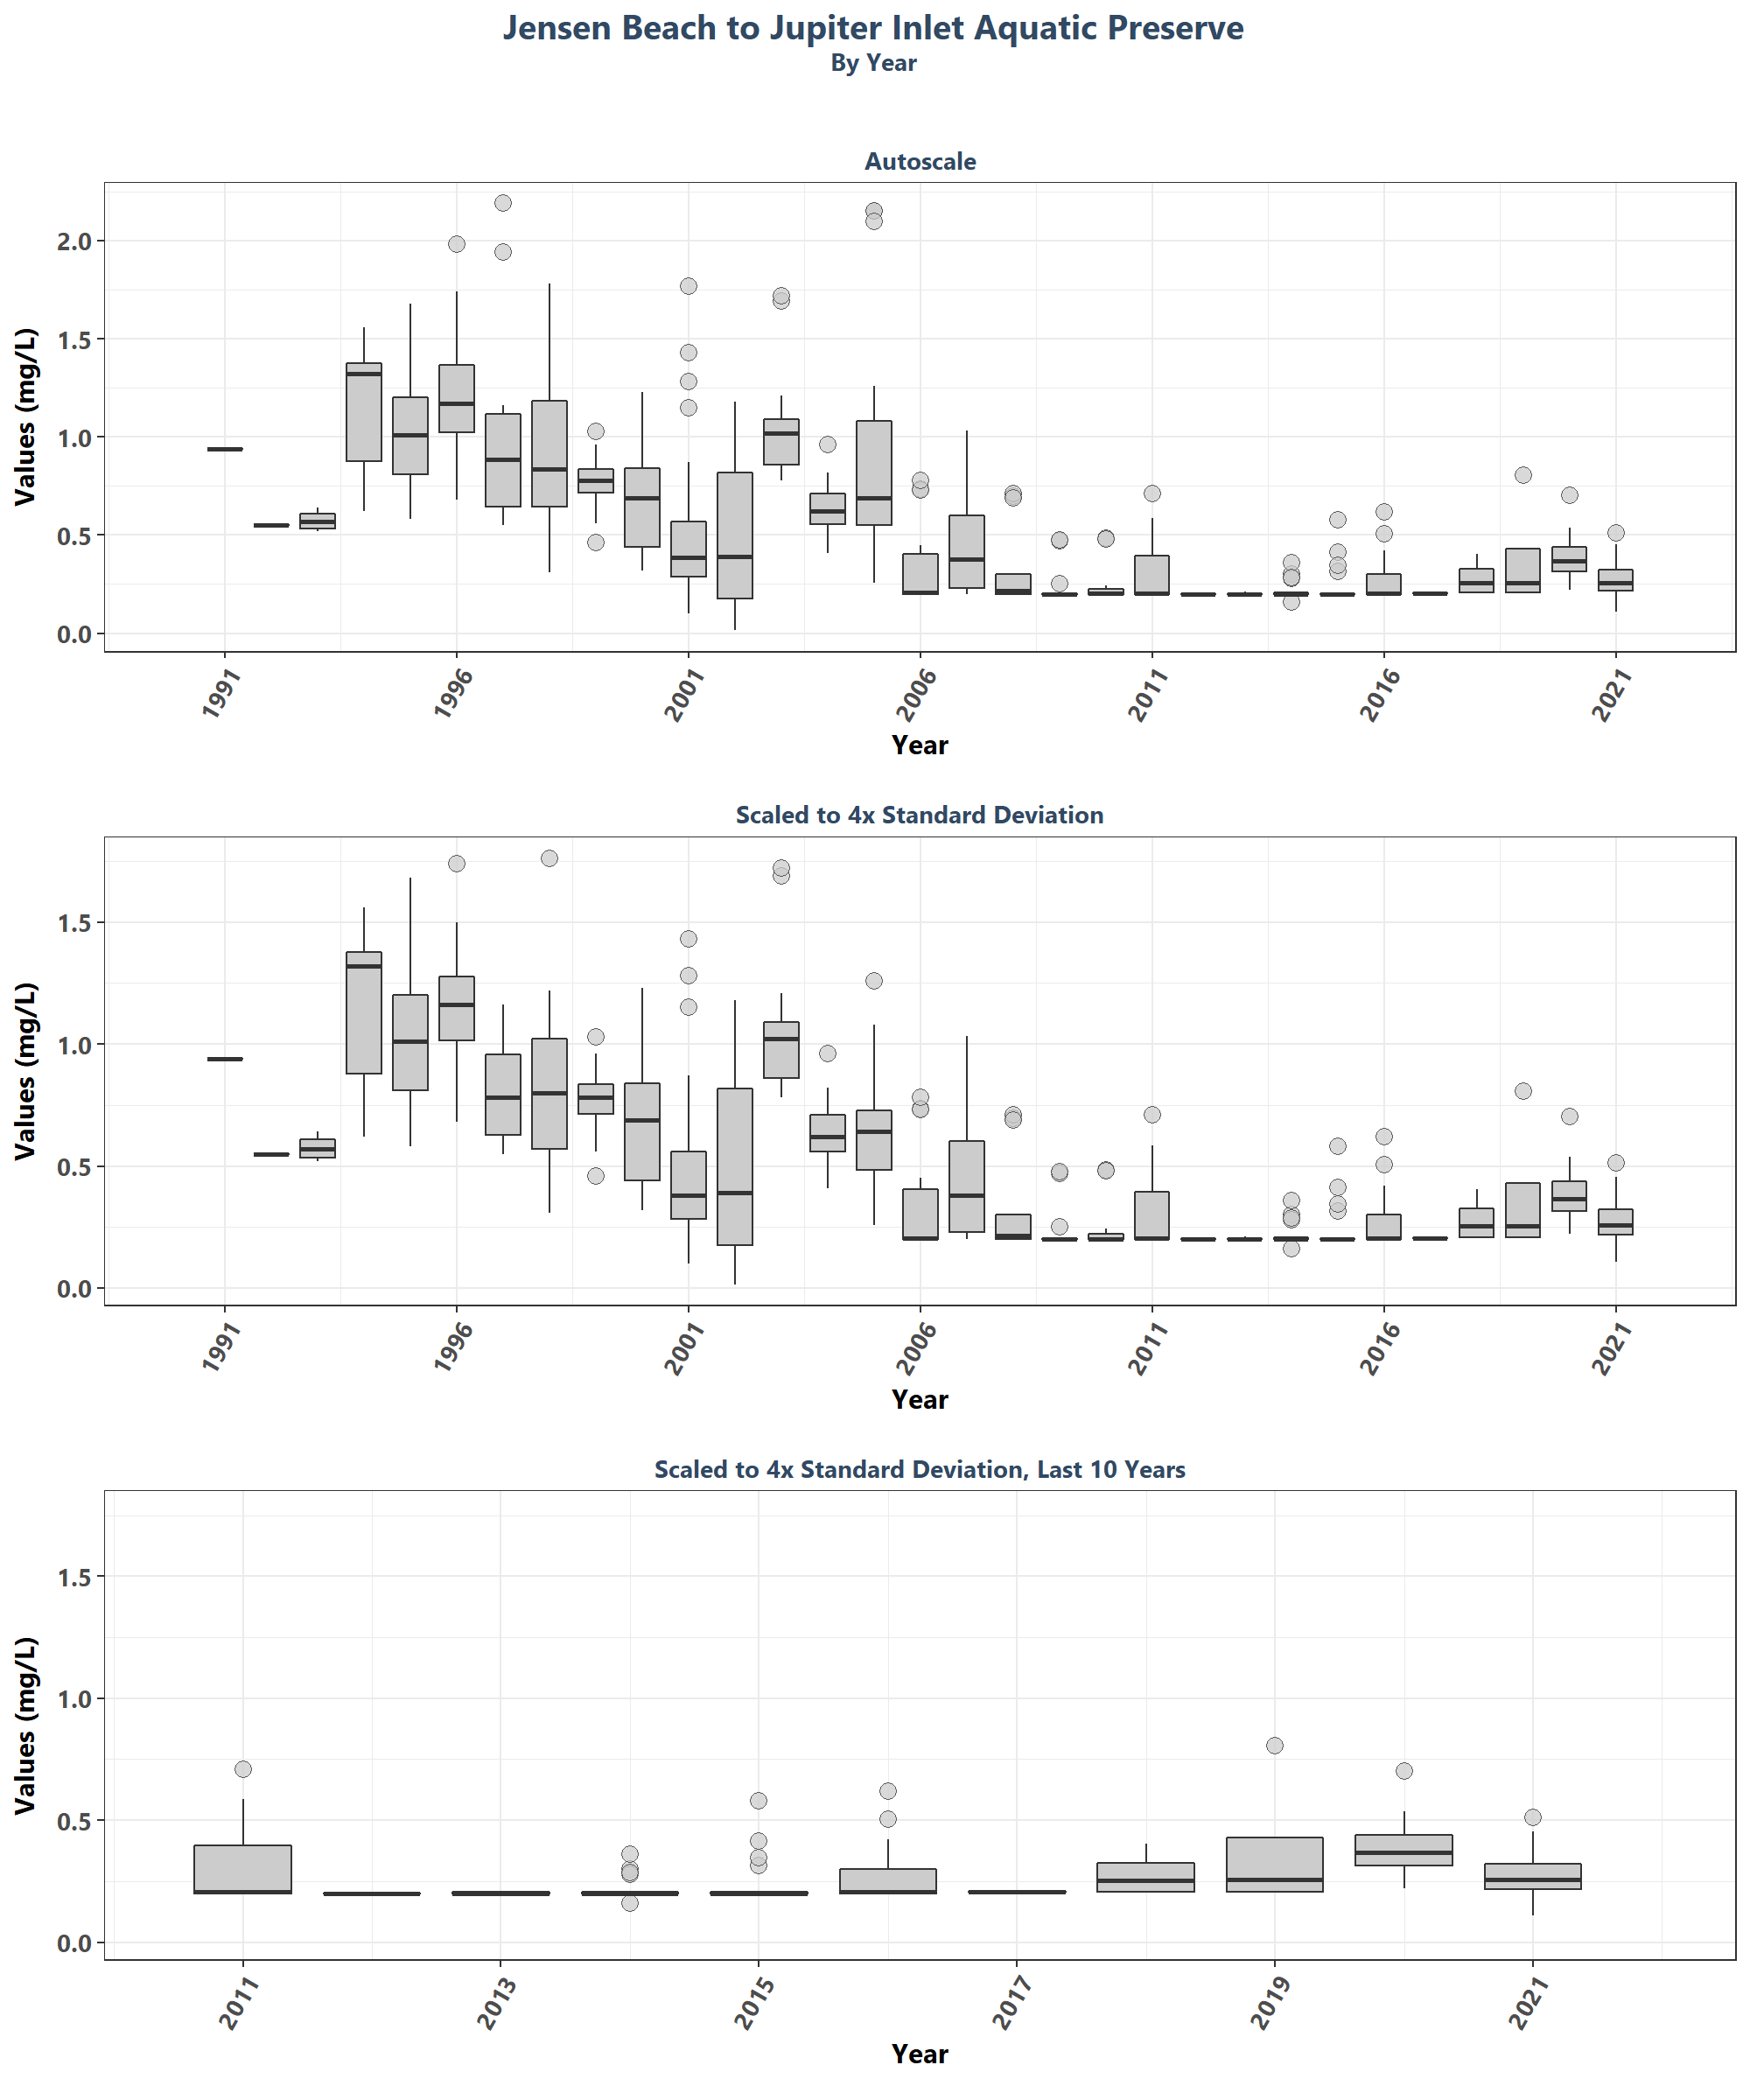 Jensen Beach to Jupiter Inlet Aquatic Preserve
By Year
Autoscale
Values (mg/L)
2.0
1.5
1.0
0.5
0.0
1991 1996 2001 2006 2011 2016 2021
Year
Scaled to 4x Standard Deviation
Values (mg/L)
1.5
1.0
0.5
0.0
1991 1996 2001 2006 2011 2016 2021
Year
Scaled to 4x Standard Deviation, Last 10 Years
Values (mg/L)
1.5
1.0
0.5
0.0
2011 2013 2015 2017 2019 2021
Year